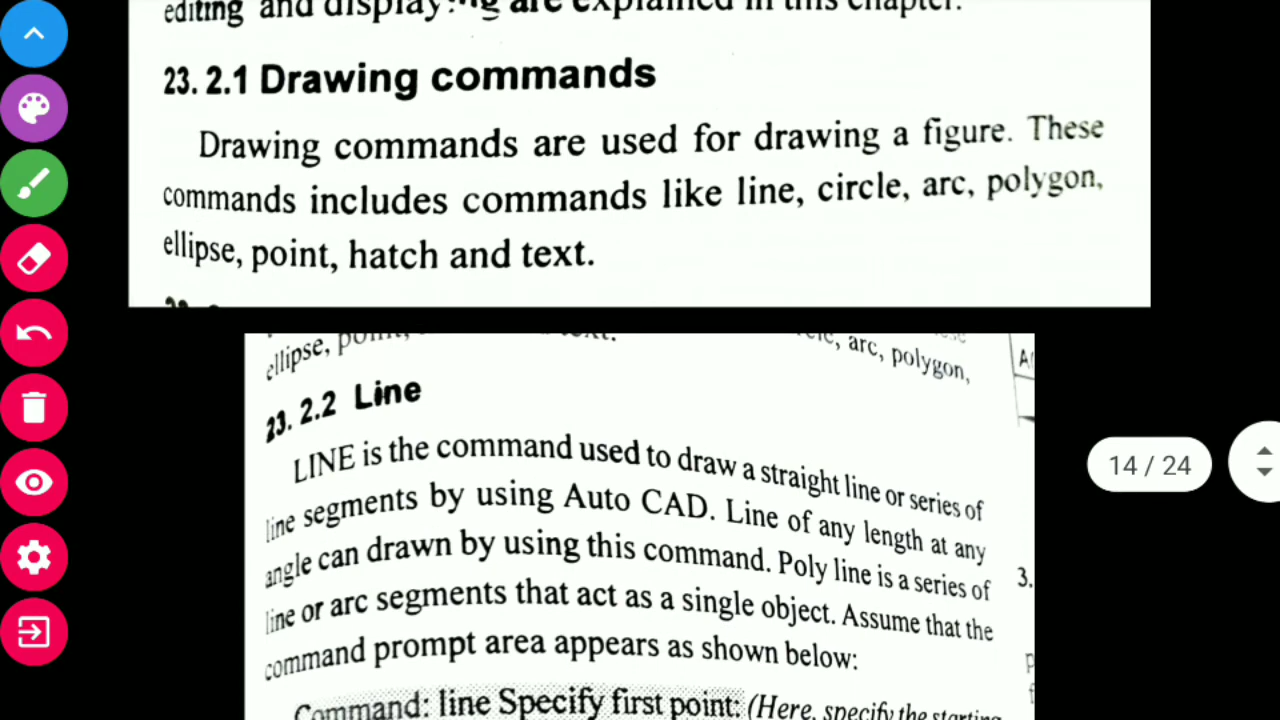 editing and displaying are explained in this chapter.
23. 2.1 Drawing commands
Drawing commands are used for drawing a figure. These
commands includes commands like line, circle, arc, polygon,
ellipse, point, hatch and text.
ellipse, point,
arc, polygon,
23. 2.2 Line
LINE is the command used to draw a straight line or series of
line segments by using Auto CAD. Line of any length at any
angle can drawn by using this command. Poly line is a series of
line or arc segments that act as a single object. Assume that the
command prompt area appears as shown below:
Command: line Specify first point: (Here, specify the starting
3.
14 / 24